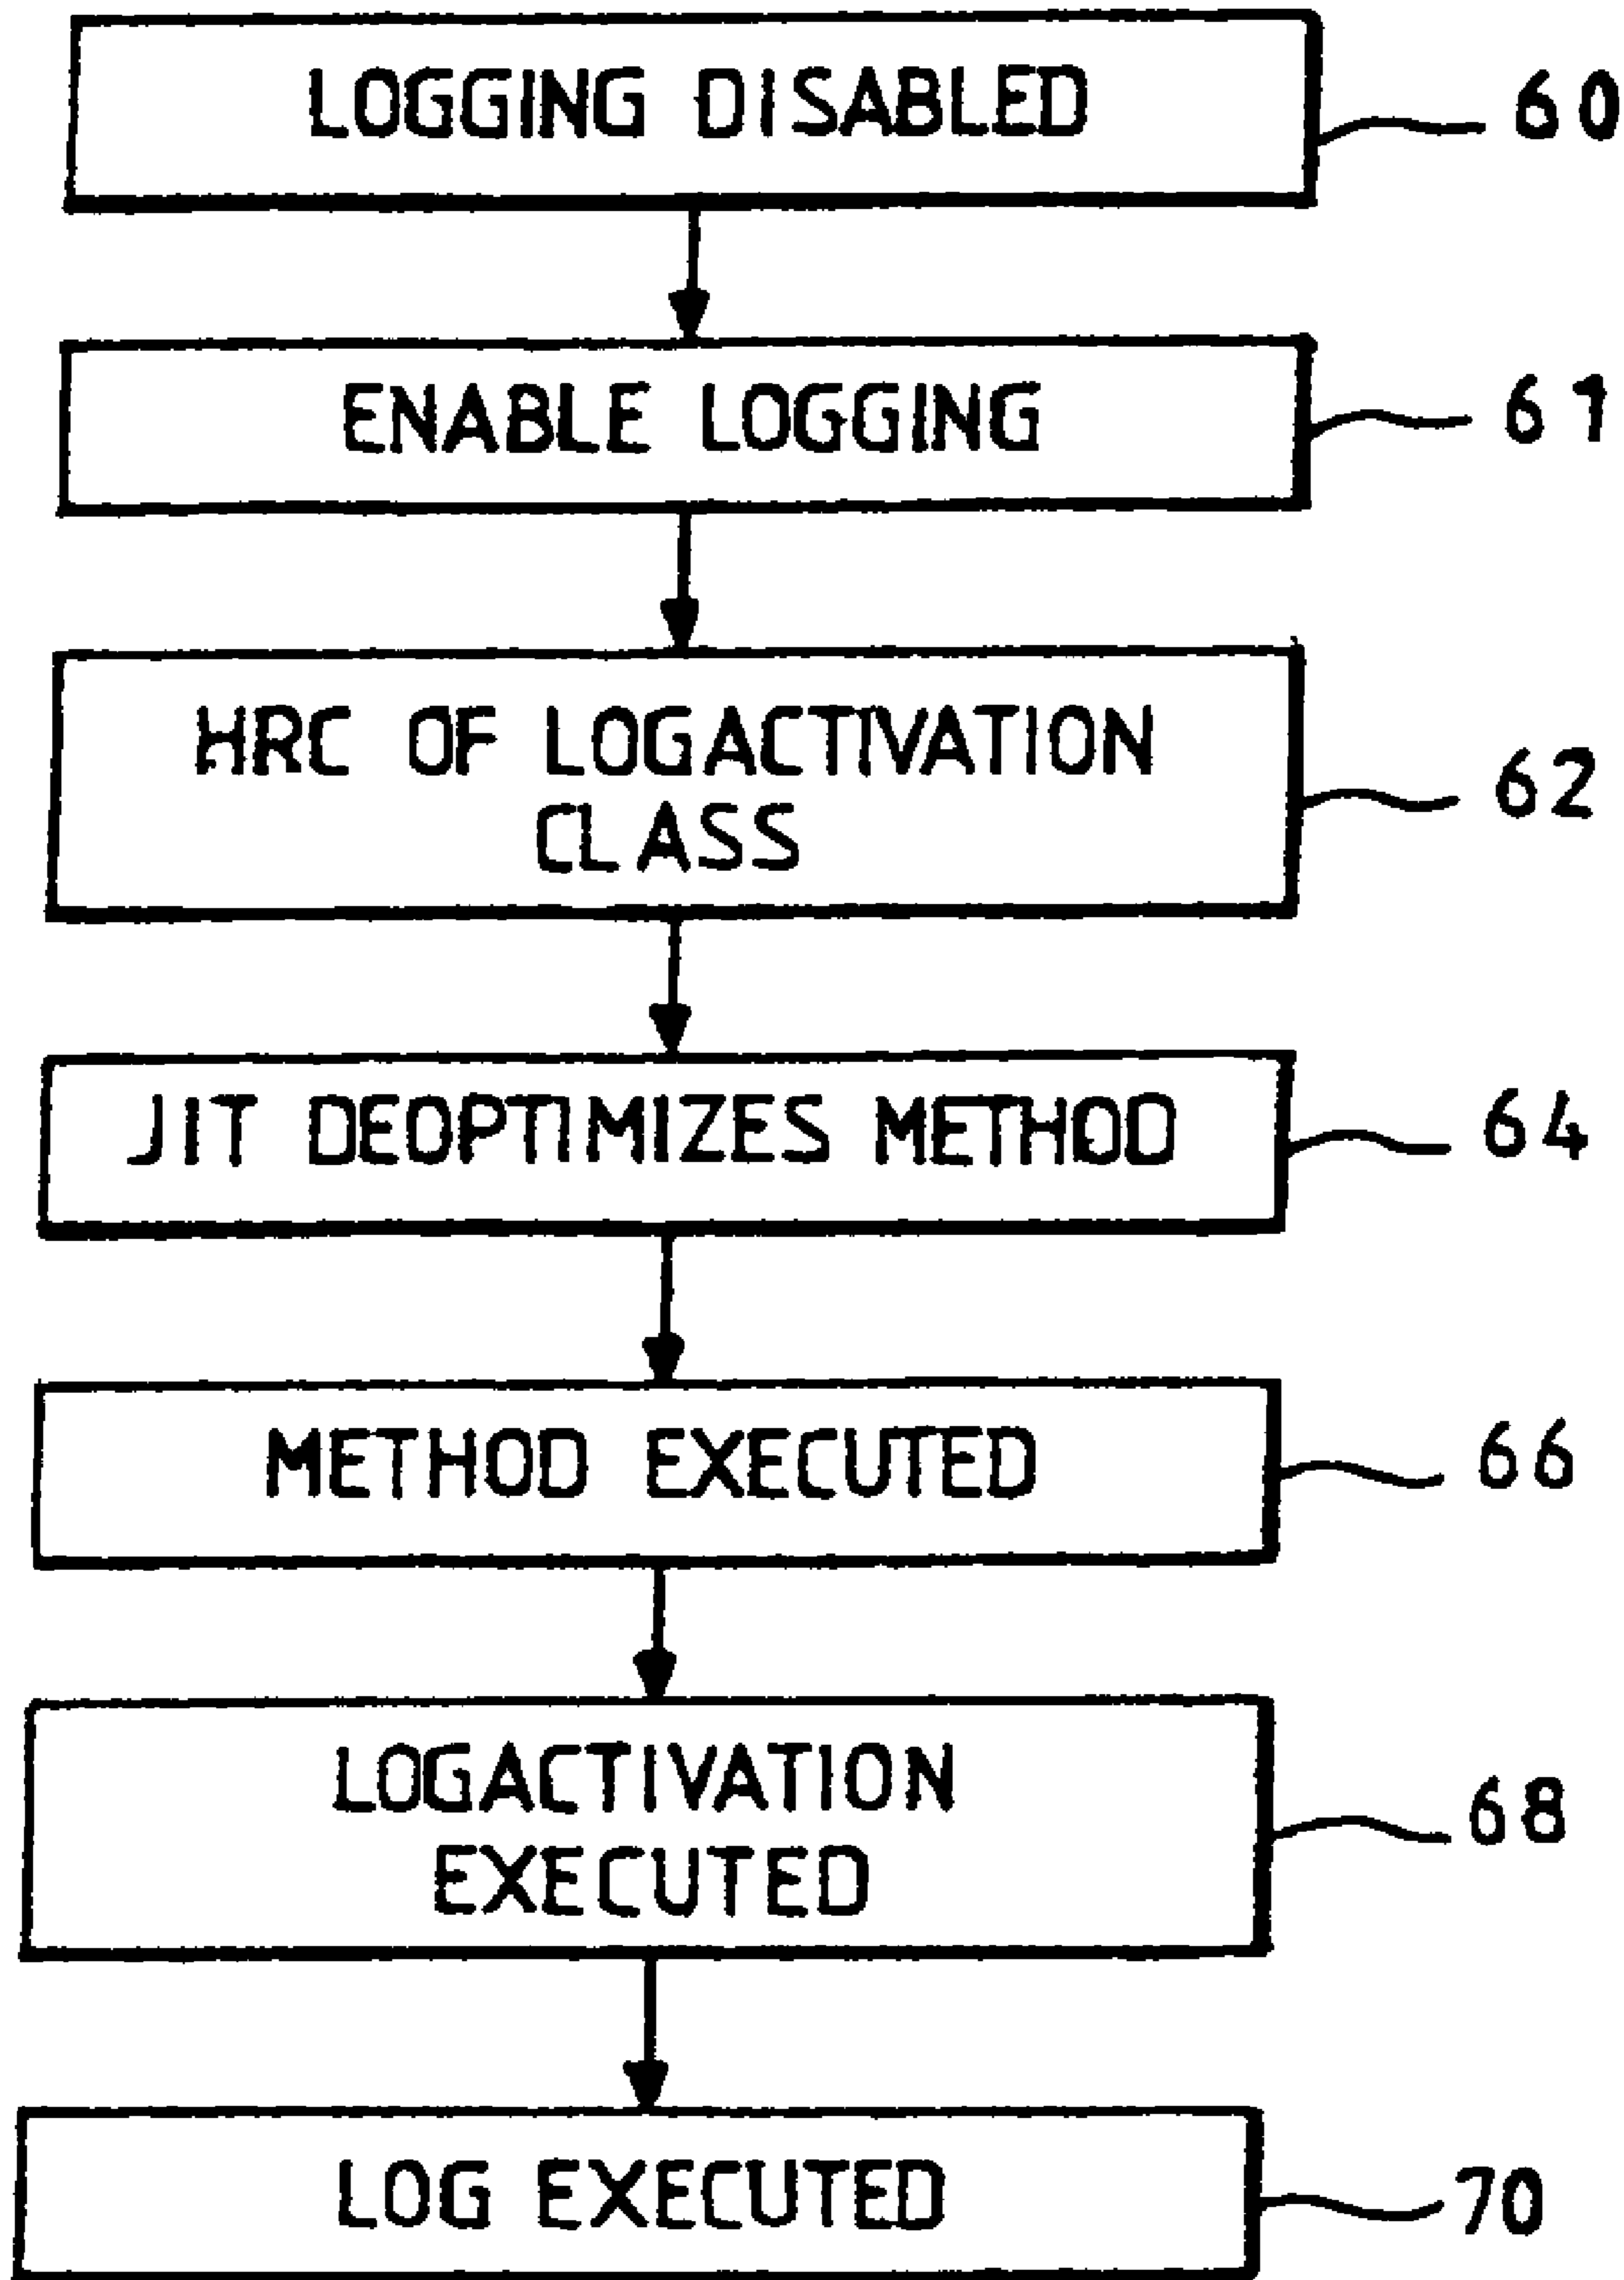 LOGGING DISABLED
60
ENABLE LOGGING
61
HRC OF LOGACTIVATION
CLASS
62
JIT DEOPTIMIZES METHOD
64
METHOD EXECUTED
66
LOGACTIVATION
EXECUTED
68
LOG EXECUTED
70